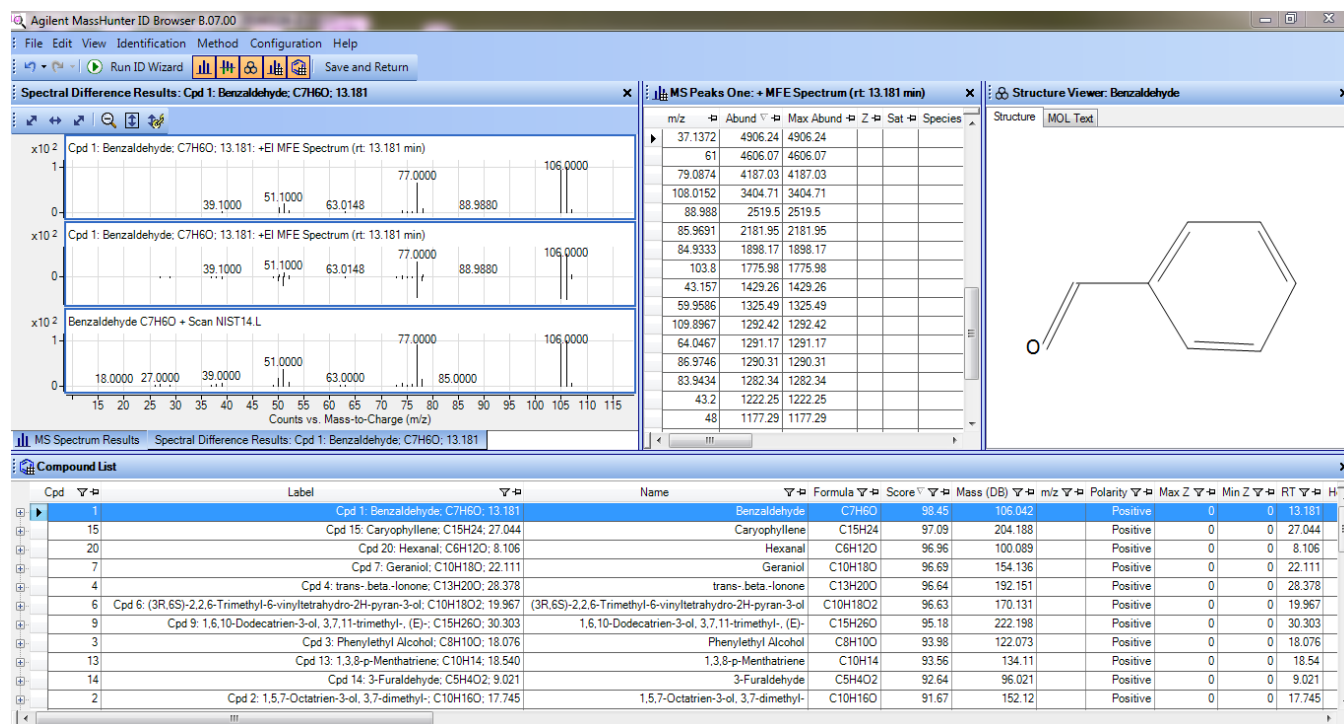 Agilent MassHunter ID Browser B.07.00
File Edit View Identification Method Configuration Help
Run ID Wizard Save and Return
Spectral Difference Results: Cpd 1: Benzaldehyde; C7H6O; 13.181
x10 2 Cpd 1: Benzaldehyde; C7H6O; 13.181: +EI MFE Spectrum (rt: 13.181 min)
1
106.0000
77.0000
51.1000
39.1000 63.0148 88.9880
0
x10 2 Cpd 1: Benzaldehyde; C7H6O; 13.181: +EI MFE Spectrum (rt: 13.181 min)
106.0000
77.0000
51.1000
39.1000 63.0148 88.9880
0
x10 2 Benzaldehyde C7H6O + Scan NIST14.L
1
77.0000 106.0000
51.0000
18.0000 27.0000 39.0000 63.0000 85.0000
0
15 20 25 30 35 40 45 50 55 60 65 70 75 80 85 90 95 100 105 110 115
Counts vs. Mass-to-Charge (m/z)
MS Spectrum Results Spectral Difference Results: Cpd 1: Benzaldehyde; C7H6O; 13.181
MS Peaks One: + MFE Spectrum (rt: 13.181 min)
m/z Abund Max Abund Z Sat Species
37.1372 4906.24 4906.24
61 4606.07 4606.07
79.0874 4187.03 4187.03
108.0152 3404.71 3404.71
88.988 2519.5 2519.5
85.9691 2181.95 2181.95
84.9333 1898.17 1898.17
103.8 1775.98 1775.98
43.157 1429.26 1429.26
59.9586 1325.49 1325.49
109.8967 1292.42 1292.42
64.0467 1291.17 1291.17
86.9746 1290.31 1290.31
83.9434 1282.34 1282.34
43.2 1222.25 1222.25
48 1177.29 1177.29
Structure Viewer: Benzaldehyde
Structure MOL Text
O
Compound List
Cpd Label Name Formula Score Mass (DB) m/z Polarity Max Z Min Z RT
1 Cpd 1: Benzaldehyde; C7H6O; 13.181 Benzaldehyde C7H6O 98.45 106.042 Positive 0 0 13.181
15 Cpd 15: Caryophyllene; C15H24; 27.044 Caryophyllene C15H24 97.09 204.188 Positive 0 0 27.044
20 Cpd 20: Hexanal; C6H12O; 8.106 Hexanal C6H12O 96.96 100.089 Positive 0 0 8.106
7 Cpd 7: Geraniol; C10H18O; 22.111 Geraniol C10H18O 96.69 154.136 Positive 0 0 22.111
4 Cpd 4: trans-.beta.-Ionone; C13H20O; 28.378 trans-.beta.-Ionone C13H20O 96.64 192.151 Positive 0 0 28.378
6 Cpd 6: (3R,6S)-2,2,6-Trimethyl-6-vinyltetrahydro-2H-pyran-3-ol; C10H18O2; 19.967 (3R,6S)-2,2,6-Trimethyl-6-vinyltetrahydro-2H-pyran-3-ol C10H18O2 96.63 170.131 Positive 0 0 19.967
9 Cpd 9: 1,6,10-Dodecatrien-3-ol, 3,7,11-trimethyl-, (E)-; C15H26O; 30.303 1,6,10-Dodecatrien-3-ol, 3,7,11-trimethyl-, (E)- C15H26O 95.18 222.198 Positive 0 0 30.303
3 Cpd 3: Phenylethyl Alcohol; C8H10O; 18.076 Phenylethyl Alcohol C8H10O 93.98 122.073 Positive 0 0 18.076
13 Cpd 13: 1,3,8-p-Menthatriene; C10H14; 18.540 1,3,8-p-Menthatriene C10H14 93.56 134.11 Positive 0 0 18.54
14 Cpd 14: 3-Furaldehyde; C5H4O2; 9.021 3-Furaldehyde C5H4O2 92.64 96.021 Positive 0 0 9.021
2 Cpd 2: 1,5,7-Octatrien-3-ol, 3,7-dimethyl-; C10H16O; 17.745 1,5,7-Octatrien-3-ol, 3,7-dimethyl- C10H16O 91.67 152.12 Positive 0 0 17.745